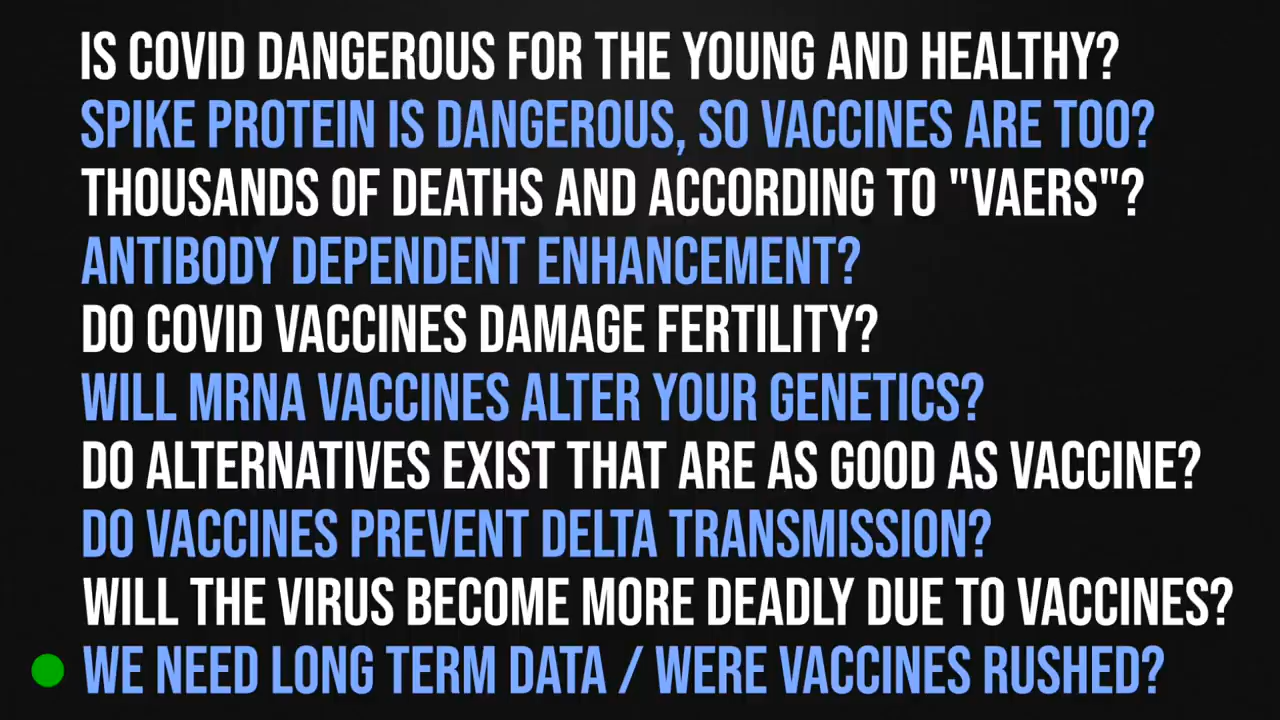 IS COVID DANGEROUS FOR THE YOUNG AND HEALTHY?
SPIKE PROTEIN IS DANGEROUS, SO VACCINES ARE TOO?
THOUSANDS OF DEATHS AND ACCORDING TO "VAERS"?
ANTIBODY DEPENDENT ENHANCEMENT?
DO COVID VACCINES DAMAGE FERTILITY?
WILL MRNA VACCINES ALTER YOUR GENETICS?
DO ALTERNATIVES EXIST THAT ARE AS GOOD AS VACCINE?
DO VACCINES PREVENT DELTA TRANSMISSION?
WILL THE VIRUS BECOME MORE DEADLY DUE TO VACCINES?
WE NEED LONG TERM DATA / WERE VACCINES RUSHED?